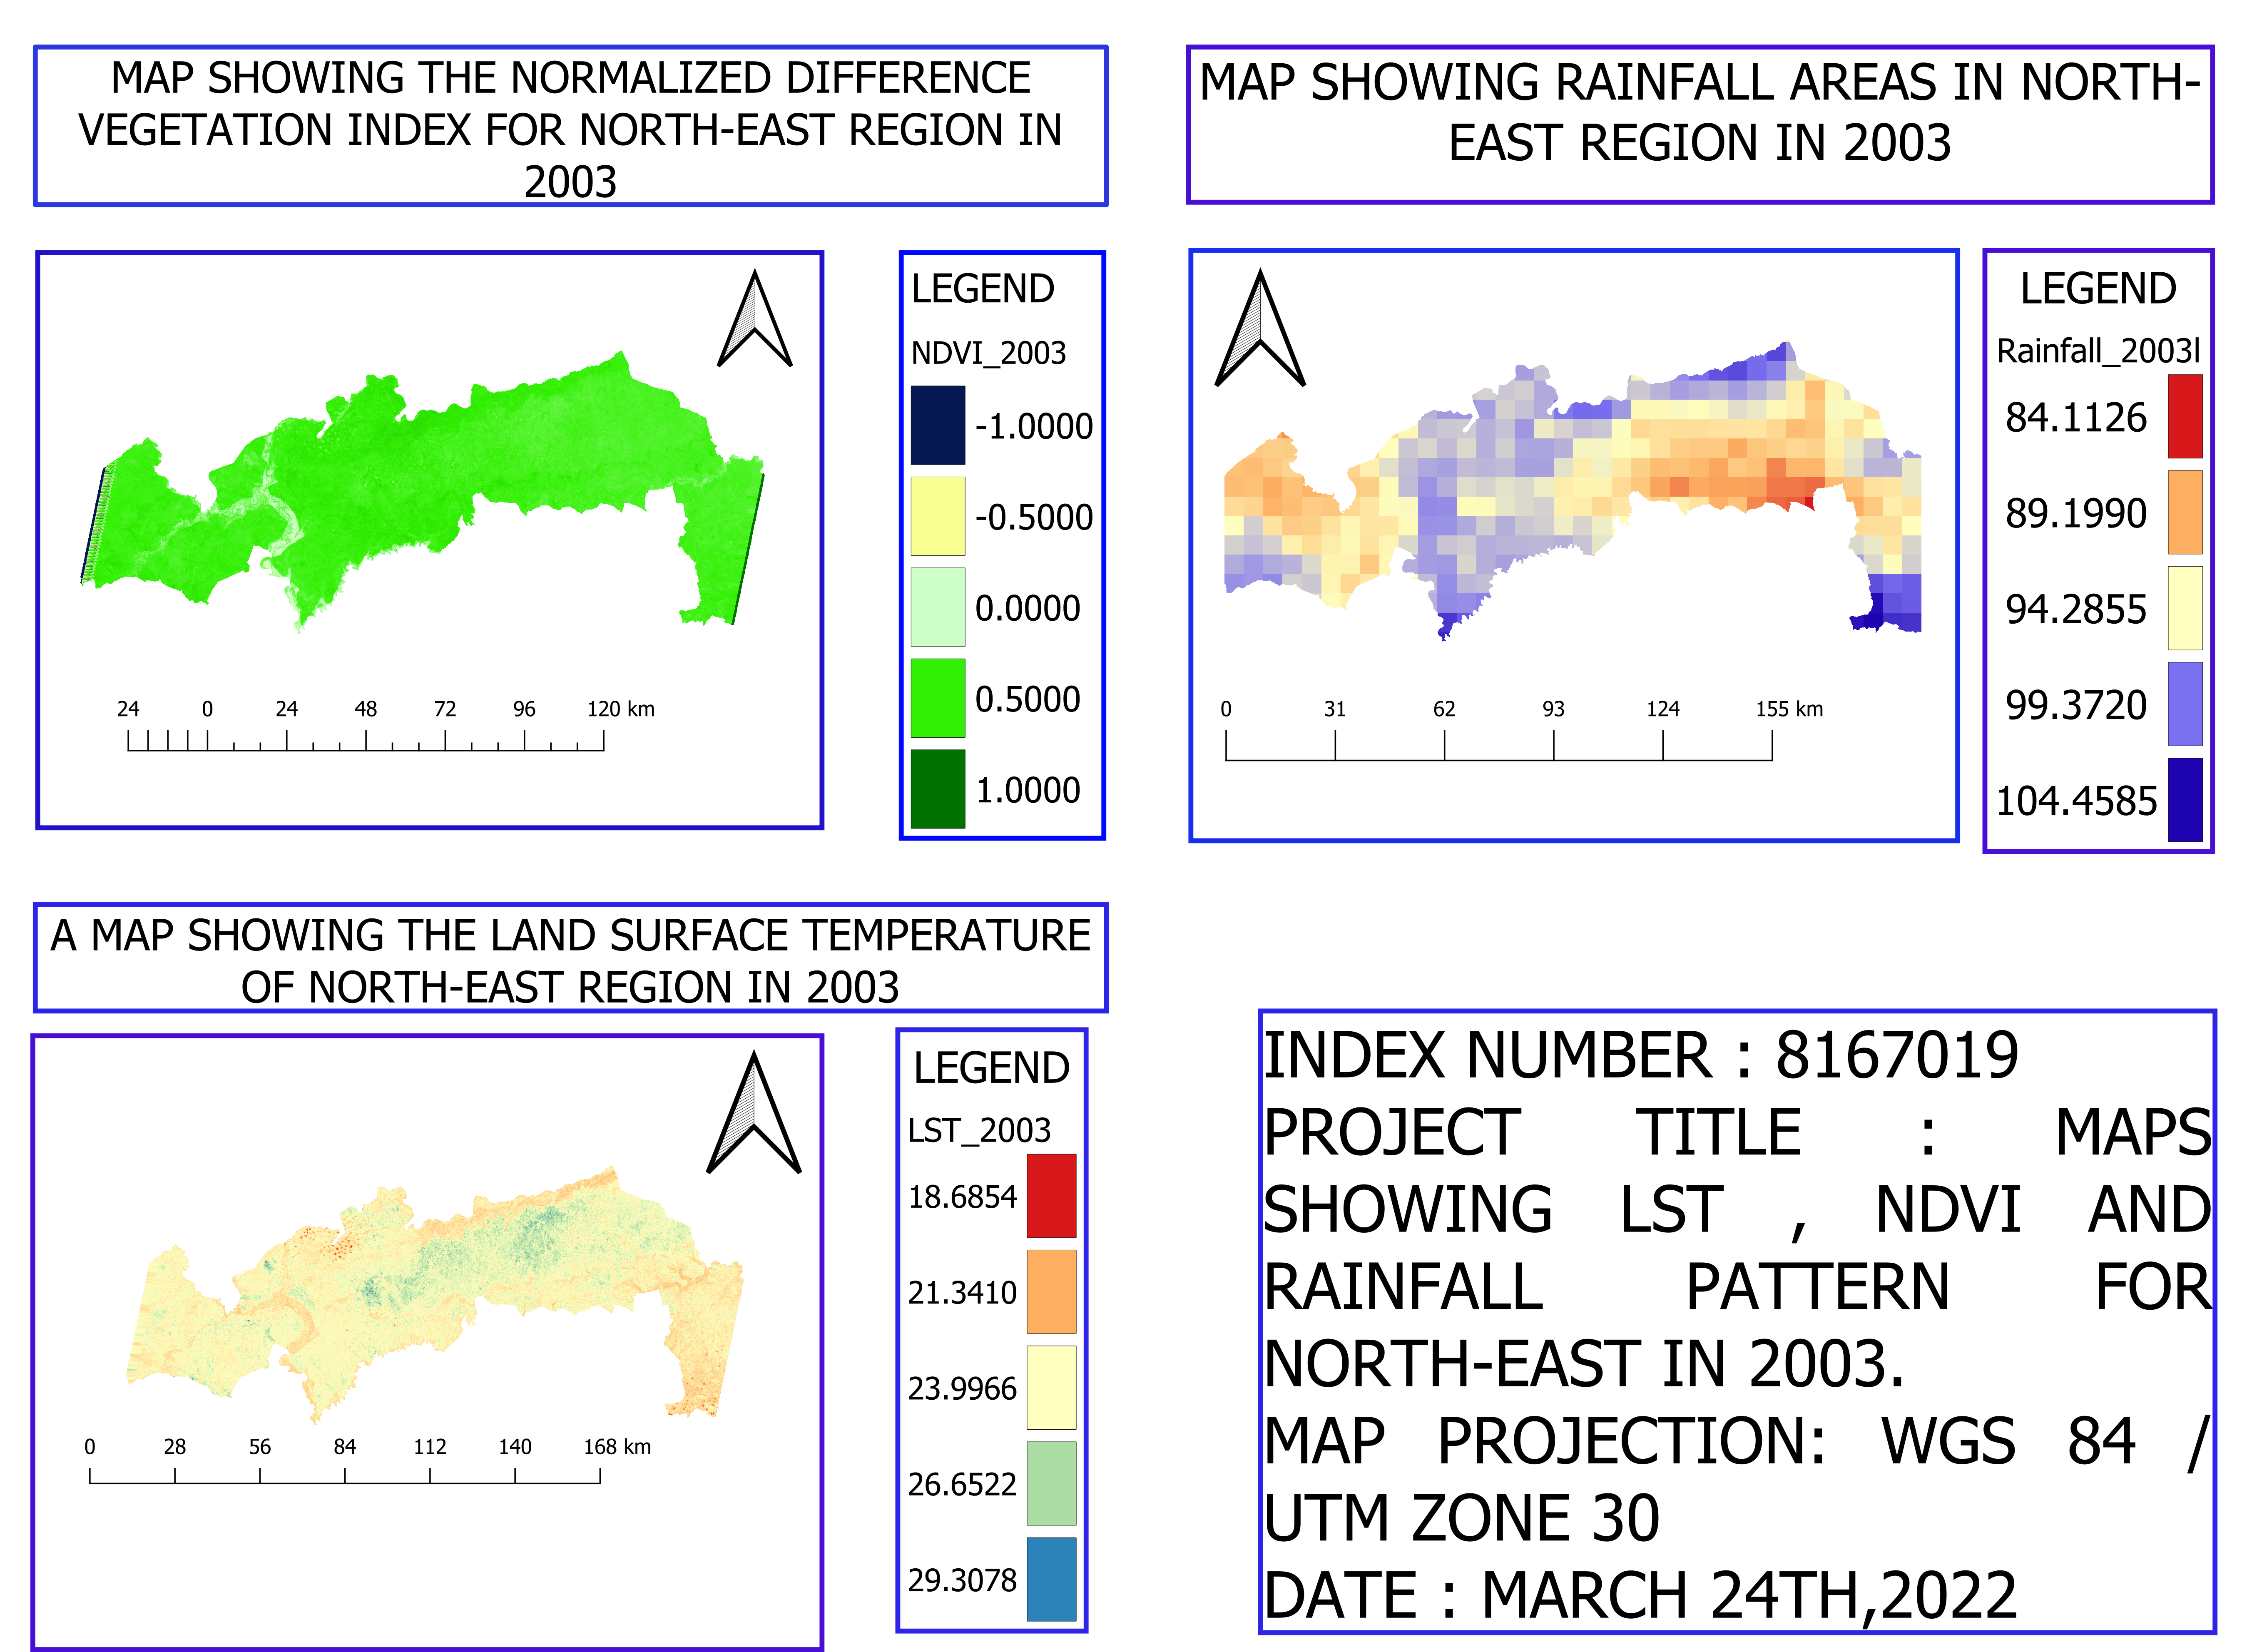 MAP SHOWING THE NORMALIZED DIFFERENCE
VEGETATION INDEX FOR NORTH-EAST REGION IN
2003
LEGEND
NDVI_2003
-1.0000
-0.5000
0.0000
0.5000
1.0000
24 0 24 48 72 96 120 km
MAP SHOWING RAINFALL AREAS IN NORTH-
EAST REGION IN 2003
LEGEND
Rainfall_2003l
84.1126
89.1990
94.2855
99.3720
104.4585
0 31 62 93 124 155 km
A MAP SHOWING THE LAND SURFACE TEMPERATURE
OF NORTH-EAST REGION IN 2003
LEGEND
LST_2003
18.6854
21.3410
23.9966
26.6522
29.3078
0 28 56 84 112 140 168 km
INDEX NUMBER : 8167019
PROJECT TITLE : MAPS
SHOWING LST , NDVI AND
RAINFALL PATTERN FOR
NORTH-EAST IN 2003.
MAP PROJECTION: WGS 84 /
UTM ZONE 30
DATE : MARCH 24TH,2022